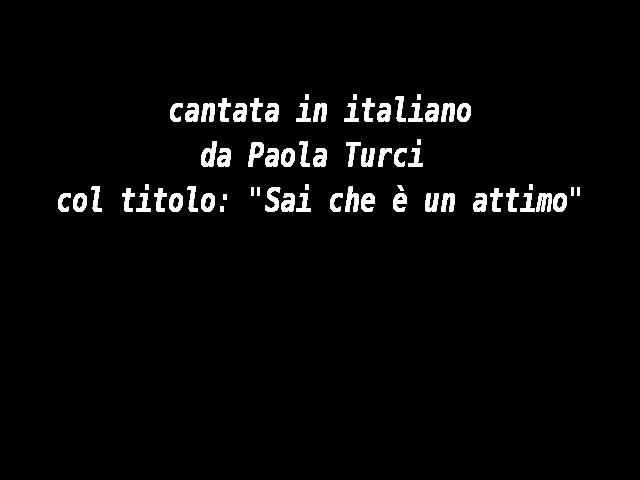 cantata in italiano
da Paola Turci
col titolo: "Sai che è un attimo"